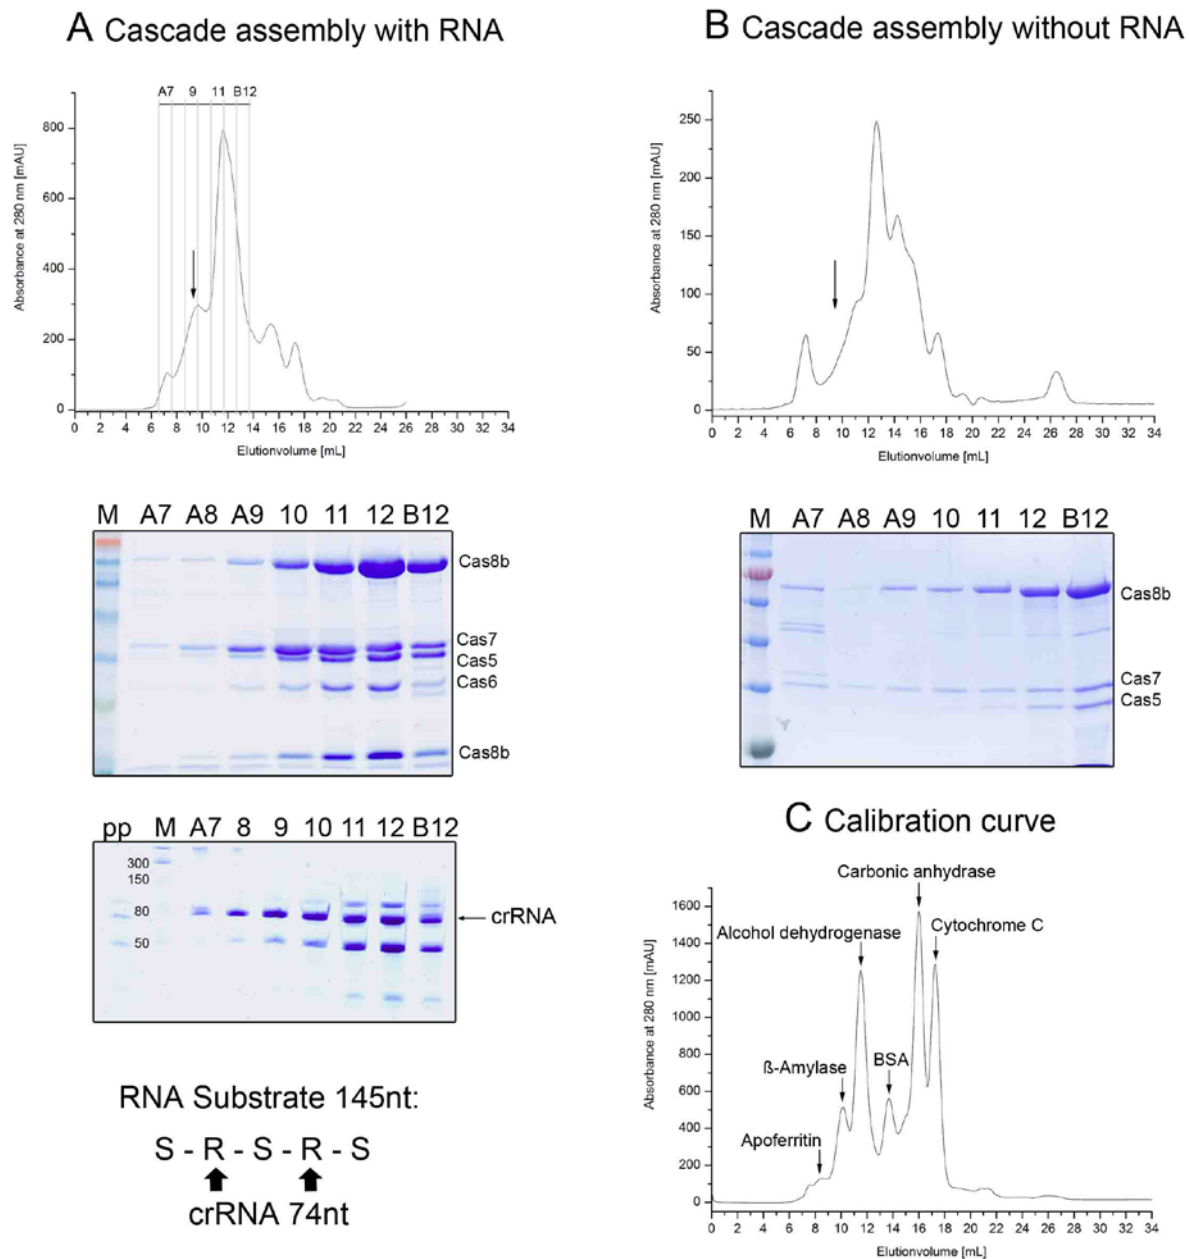 A Cascade assembly with RNA
A7 9 11 B12
Absorbance at 280 nm [mAU]
800
600
400
200
0
0 2 4 6 8 10 12 14 16 18 20 22 24 26 28 30 32 34
Elutionvolume [mL]
M A7 A8 A9 10 11 12 B12
Cas8b
Cas7
Cas5
Cas6
Cas8b
pp M A7 8 9 10 11 12 B12
300
150
80
50
crRNA
RNA Substrate 145nt:
S - R - S - R - S
crRNA 74nt
B Cascade assembly without RNA
Absorbance at 280 nm [mAU]
250
200
150
100
50
0
0 2 4 6 8 10 12 14 16 18 20 22 24 26 28 30 32 34
Elutionvolume [mL]
M A7 A8 A9 10 11 12 B12
Cas8b
Cas7
Cas5
C Calibration curve
Carbonic anhydrase
Alcohol dehydrogenase
Cytochrome C
ß-Amylase
BSA
Apoferritin
Absorbance at 280 nm [mAU]
1600
1400
1200
1000
800
600
400
200
0
0 2 4 6 8 10 12 14 16 18 20 22 24 26 28 30 32 34
Elutionvolume [mL]